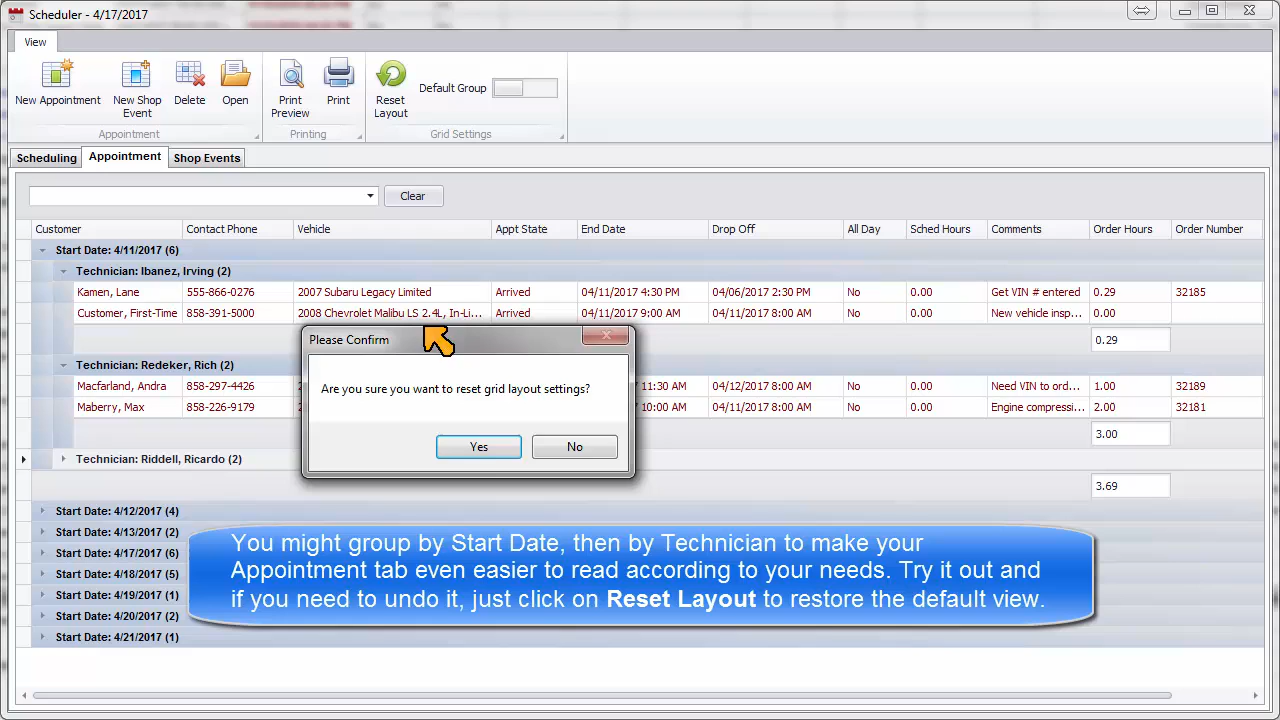 Scheduler - 4/17/2017
View
New Appointment
New Shop
Event
Delete
Open
Appointment
Print
Preview
Print
Printing
Reset
Layout
Default Group
Grid Settings
Scheduling Appointment Shop Events
Clear
Customer Contact Phone Vehicle Appt State End Date Drop Off All Day Sched Hours Comments Order Hours Order Number
Start Date: 4/11/2017 (6)
Technician: Ibanez, Irving (2)
Kamen, Lane 555-866-0276 2007 Subaru Legacy Limited Arrived 04/11/2017 4:30 PM 04/06/2017 2:30 PM No 0.00 Get VIN # entered 0.29 32185
Customer, First-Time 858-391-5000 2008 Chevrolet Malibu LS 2.4L, In-Li... Arrived 04/11/2017 9:00 AM 04/11/2017 8:00 AM No 0.00 New vehicle insp... 0.00
0.29
Technician: Redeker, Rich (2)
Macfarland, Andra 858-297-4426 11:30 AM 04/12/2017 8:00 AM No 0.00 Need VIN to ord... 1.00 32189
Maberry, Max 858-226-9179 10:00 AM 04/11/2017 8:00 AM No 0.00 Engine compressi... 2.00 32181
3.00
Technician: Riddell, Ricardo (2)
3.69
Please Confirm
Are you sure you want to reset grid layout settings?
Yes No
Start Date: 4/12/2017 (4)
Start Date: 4/13/2017 (2)
Start Date: 4/17/2017 (6)
Start Date: 4/18/2017 (5)
Start Date: 4/19/2017 (1)
Start Date: 4/20/2017 (2)
Start Date: 4/21/2017 (1)
You might group by Start Date, then by Technician to make your
Appointment tab even easier to read according to your needs. Try it out and
if you need to undo it, just click on Reset Layout to restore the default view.